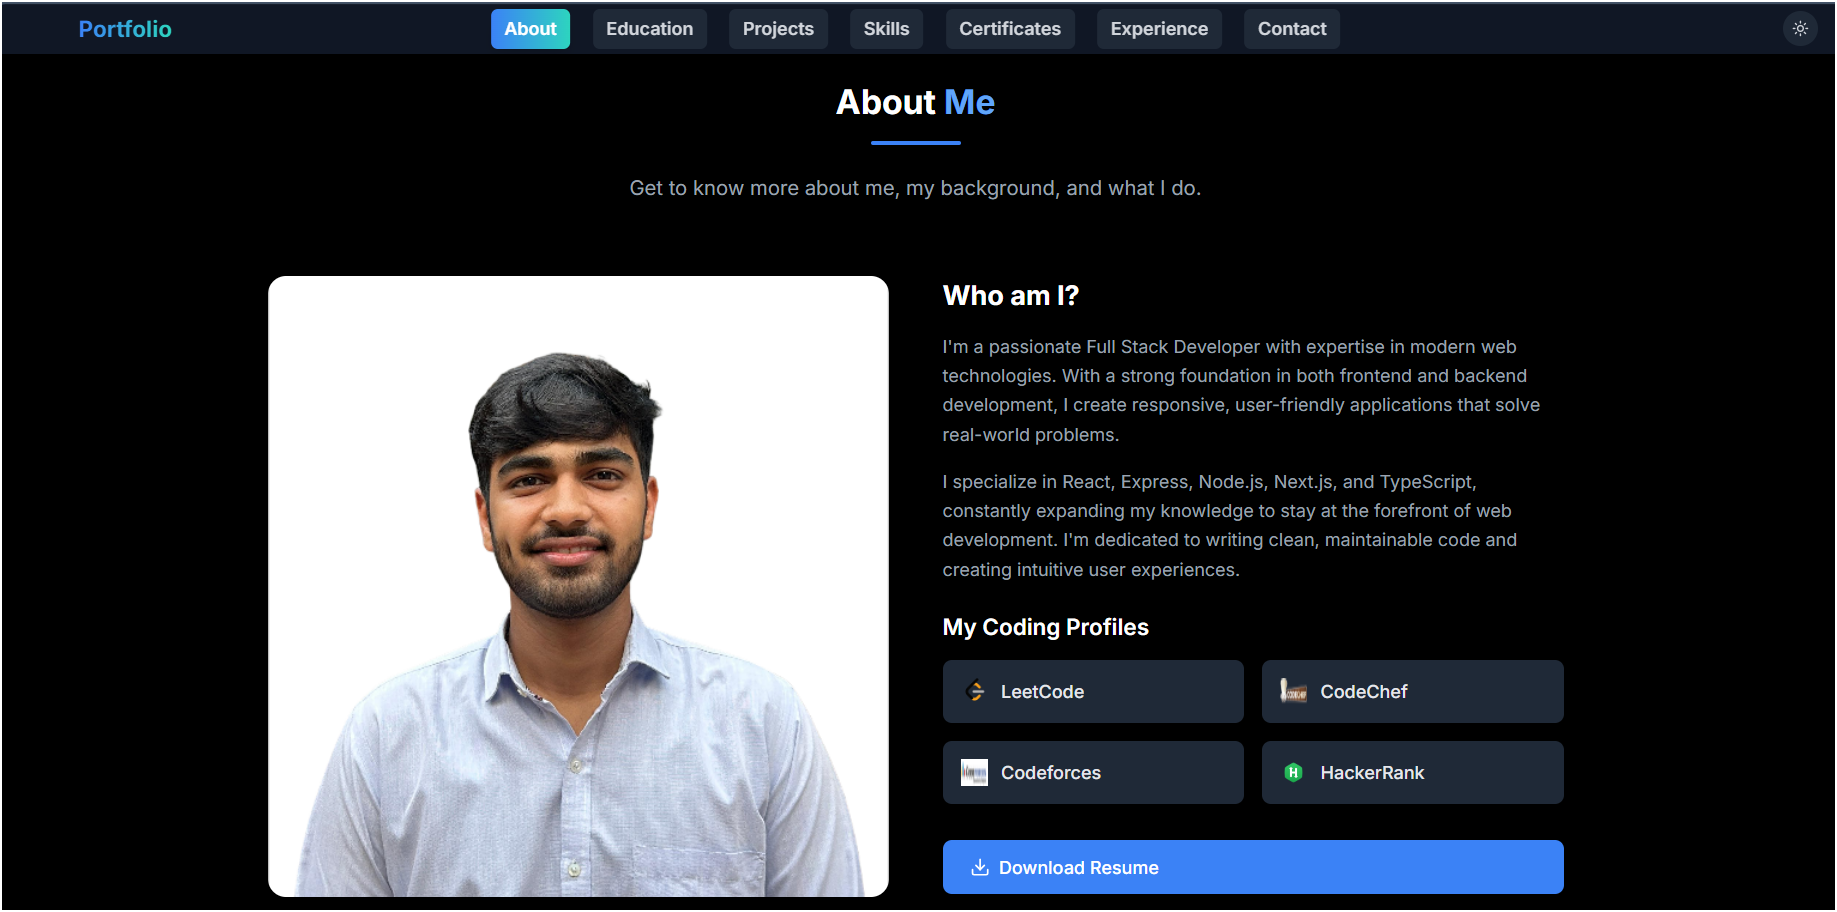 Portfolio
About
Education
Projects
Skills
Certificates
Experience
Contact
About Me
Get to know more about me, my background, and what I do.
Who am I?
I'm a passionate Full Stack Developer with expertise in modern web
technologies. With a strong foundation in both frontend and backend
development, I create responsive, user-friendly applications that solve
real-world problems.
I specialize in React, Express, Node.js, Next.js, and TypeScript,
constantly expanding my knowledge to stay at the forefront of web
development. I'm dedicated to writing clean, maintainable code and
creating intuitive user experiences.
My Coding Profiles
LeetCode
CodeChef
Codeforces
H HackerRank
Download Resume